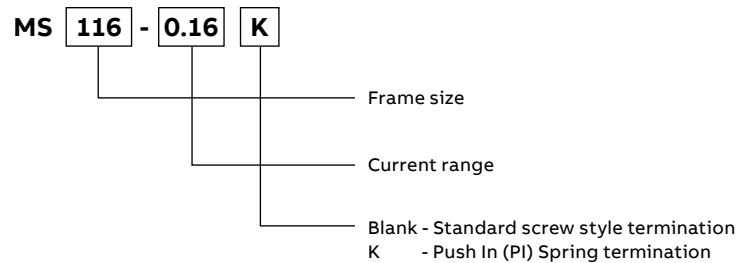 MS 116 - 0.16 K
Frame size
Current range
Blank - Standard screw style termination
K - Push In (PI) Spring termination